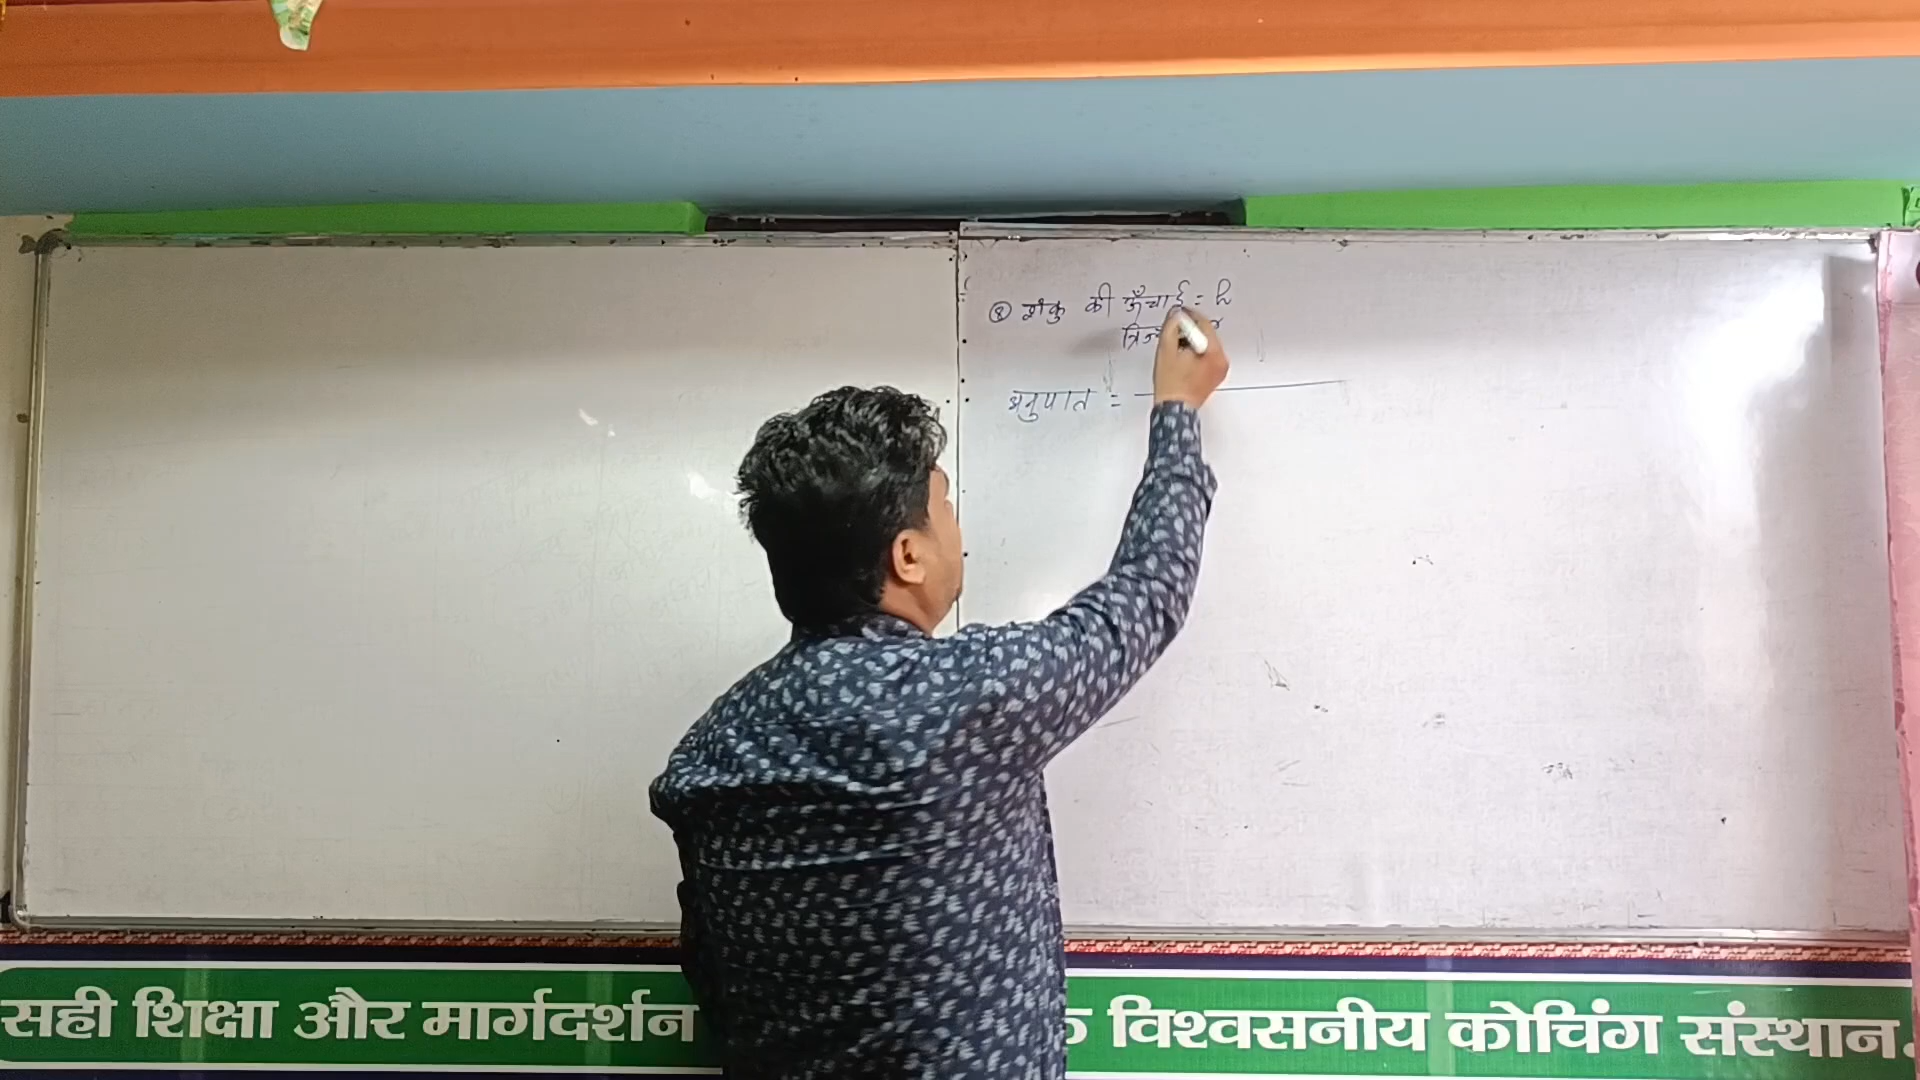 ⑧ शंकु की ऊँचाई = h
अनुपात =
सही शिक्षा और मार्गदर्शन
विश्वसनीय कोचिंग संस्थान.